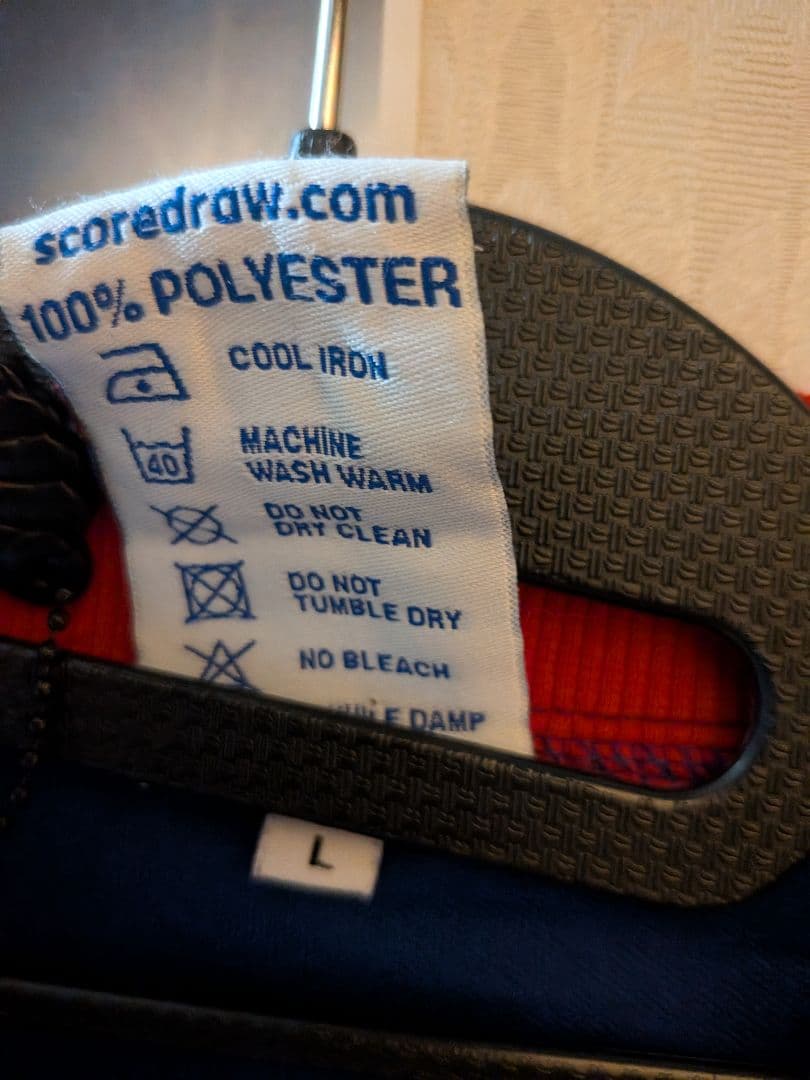 scoredraw.com
100% POLYESTER
COOL IRON
40
MACHINE
WASH WARM
DO NOT
DRY CLEAN
DO NOT
TUMBLE DRY
NO BLEACH
DAMP
L